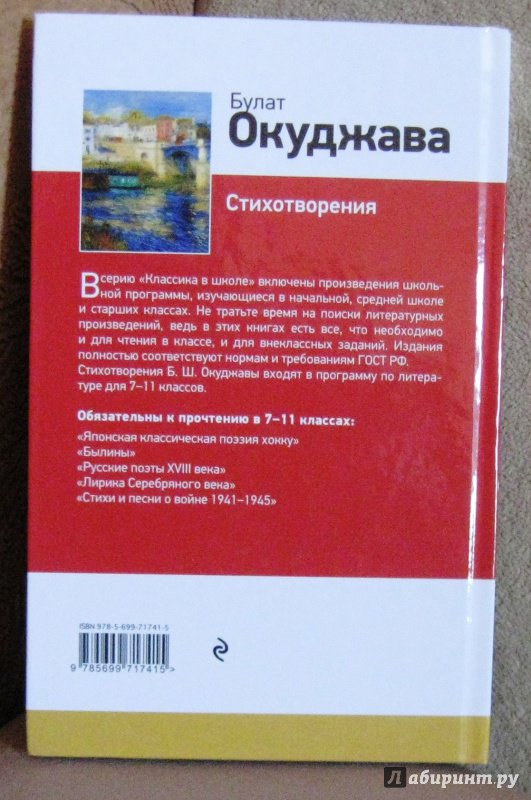 Булат
Окуджава
Стихотворения
В серию «Классика в школе» включены произведения школь-
ной программы, изучающиеся в начальной, средней школе
и старших классах. Не тратьте время на поиски литературных
произведений, ведь в этих книгах есть все, что необходимо
и для чтения в классе, и для внеклассных заданий. Издания
полностью соответствуют нормам и требованиям ГОСТ РФ.
Стихотворения Б. Ш. Окуджавы входят в программу по литера-
туре для 7–11 классов.
Обязательны к прочтению в 7–11 классах:
«Японская классическая поэзия хокку»
«Былины»
«Русские поэты XVIII века»
«Лирика Серебряного века»
«Стихи и песни о войне 1941–1945»
ISBN 978-5-699-71741-5
9 785699 717415 >
Лабиринт.ру